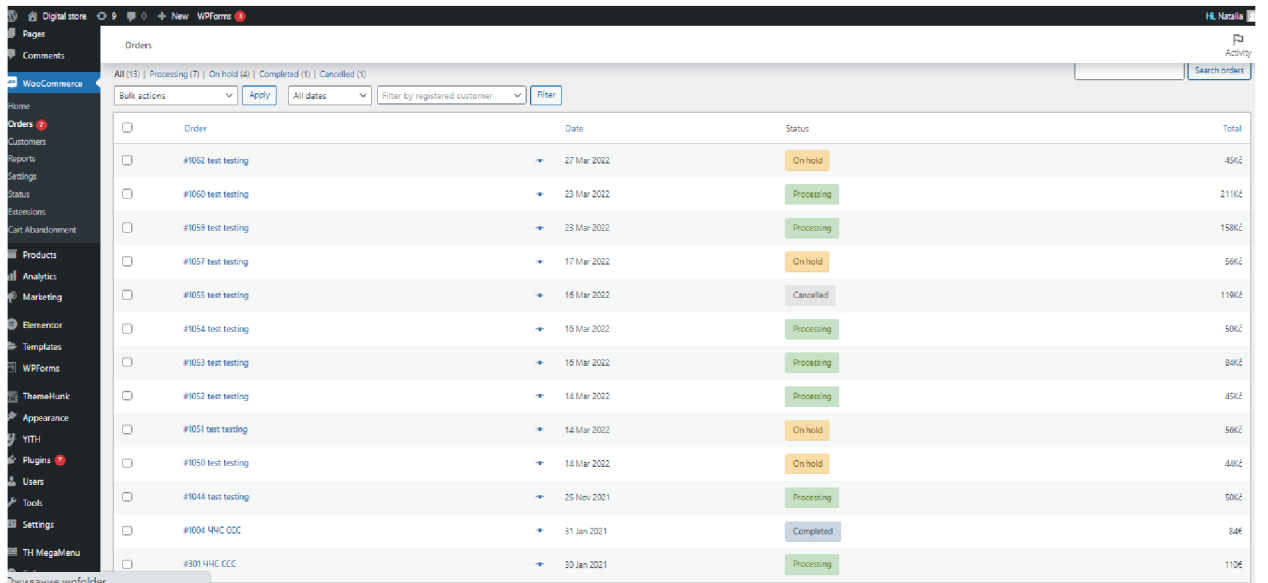 Digital store 9 0 + New WPForms 1 Hi, Natalia
Pages
Comments
WooCommerce
Home
Orders 7
Customers
Reports
Settings
Status
Extensions
Cart Abandonment
Products
Analytics
Marketing
Elementor
Templates
WPForms
ThemeHunk
Appearance
YITH
Plugins 7
Users
Tools
Settings
TH MegaMenu
Orders
Activity
All (13) | Processing (7) | On hold (4) | Completed (1) | Cancelled (1)
Search orders
Bulk actions Apply All dates Filter by registered customer Filter
Order Date Status Total
#1062 test testing 27 Mar 2022 On hold 45Kč
#1060 test testing 23 Mar 2022 Processing 211Kč
#1059 test testing 23 Mar 2022 Processing 158Kč
#1057 test testing 17 Mar 2022 On hold 56Kč
#1055 test testing 16 Mar 2022 Cancelled 119Kč
#1054 test testing 16 Mar 2022 Processing 50Kč
#1053 test testing 16 Mar 2022 Processing 84Kč
#1052 test testing 14 Mar 2022 Processing 45Kč
#1051 test testing 14 Mar 2022 On hold 56Kč
#1050 test testing 14 Mar 2022 On hold 44Kč
#1044 test testing 25 Nov 2021 Processing 50Kč
#1004 ЧЧС ССС 31 Jan 2021 Completed 84€
#301 ЧЧС ССС 30 Jan 2021 Processing 110€
Ожидание wpfolder